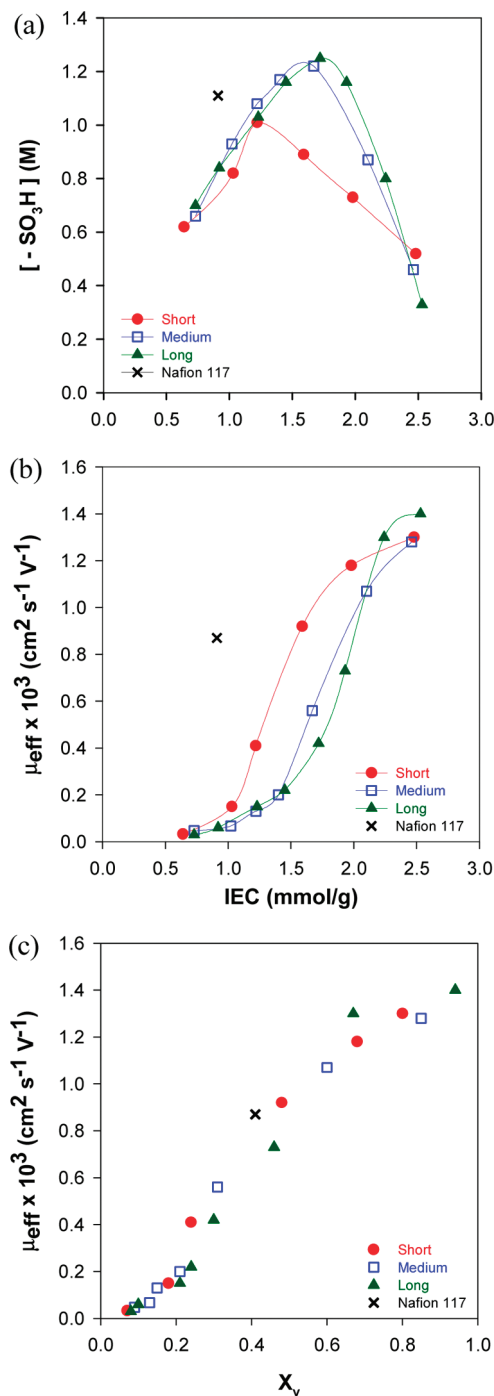 (a)
[ - SO₃H ] (M)
1.4
1.2
1.0
0.8
0.6
0.4
0.2
0.0
Short
Medium
Long
Nafion 117
0.0 0.5 1.0 1.5 2.0 2.5 3.0
(b)
μeff x 10³ (cm² s⁻¹ V⁻¹)
1.6
1.4
1.2
1.0
0.8
0.6
0.4
0.2
0.0
Short
Medium
Long
Nafion 117
0.0 0.5 1.0 1.5 2.0 2.5 3.0
IEC (mmol/g)
(c)
μeff x 10³ (cm² s⁻¹ V⁻¹)
1.6
1.4
1.2
1.0
0.8
0.6
0.4
0.2
0.0
Short
Medium
Long
Nafion 117
0.0 0.2 0.4 0.6 0.8 1.0
Xᵥ